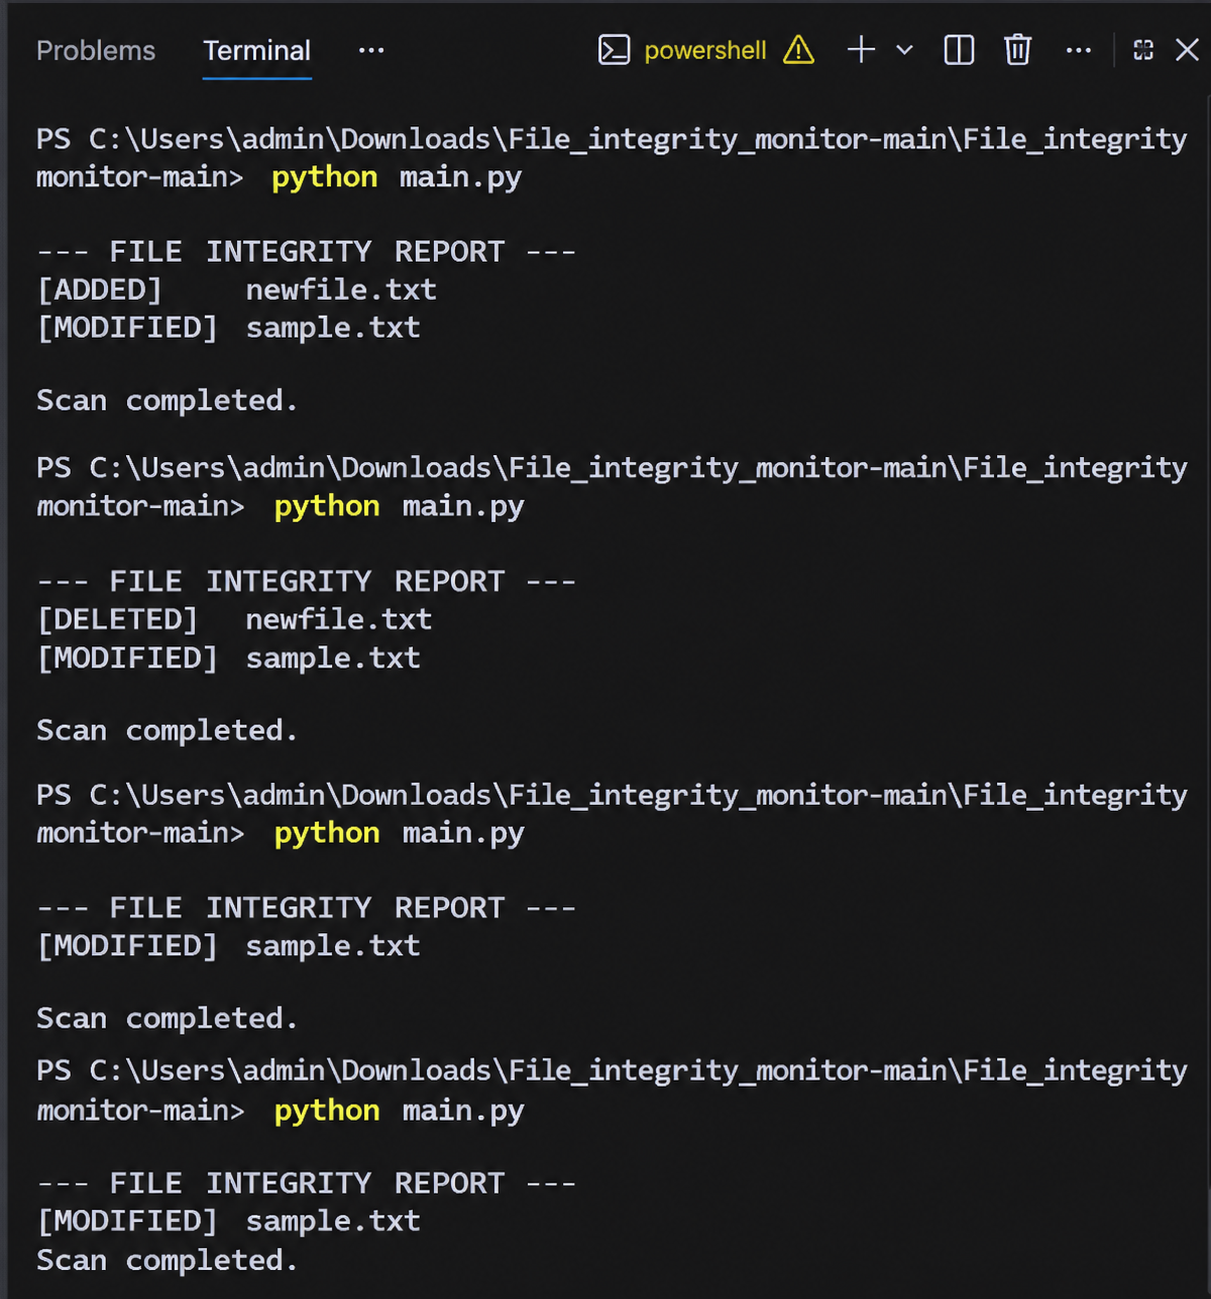 Problems Terminal ... powershell
PS C:\Users\admin\Downloads\File_integrity_monitor-main\File_integrity
monitor-main> python main.py
--- FILE INTEGRITY REPORT ---
[ADDED] newfile.txt
[MODIFIED] sample.txt
Scan completed.
PS C:\Users\admin\Downloads\File_integrity_monitor-main\File_integrity
monitor-main> python main.py
--- FILE INTEGRITY REPORT ---
[DELETED] newfile.txt
[MODIFIED] sample.txt
Scan completed.
PS C:\Users\admin\Downloads\File_integrity_monitor-main\File_integrity
monitor-main> python main.py
--- FILE INTEGRITY REPORT ---
[MODIFIED] sample.txt
Scan completed.
PS C:\Users\admin\Downloads\File_integrity_monitor-main\File_integrity
monitor-main> python main.py
--- FILE INTEGRITY REPORT ---
[MODIFIED] sample.txt
Scan completed.